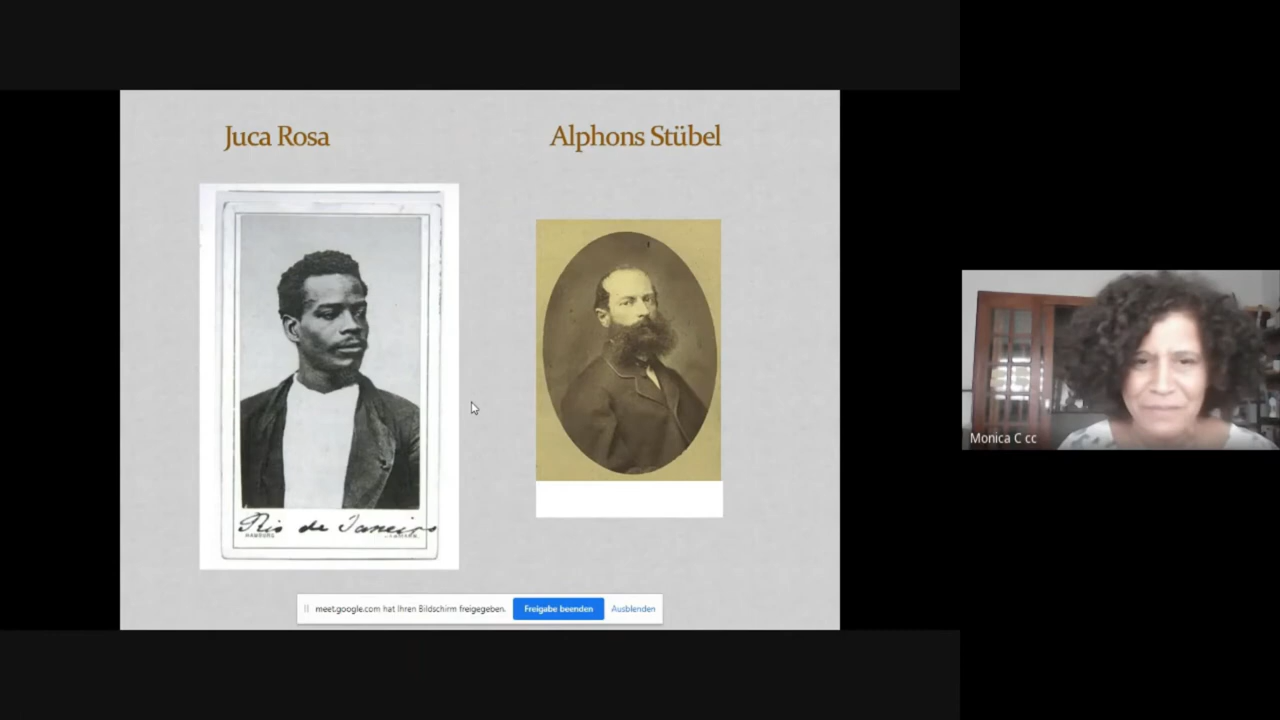 Juca Rosa
Alphons Stübel
Rio de Janeiro
HAMBURG
Monica C cc
meet.google.com hat Ihren Bildschirm freigegeben.
Freigabe beenden
Ausblenden